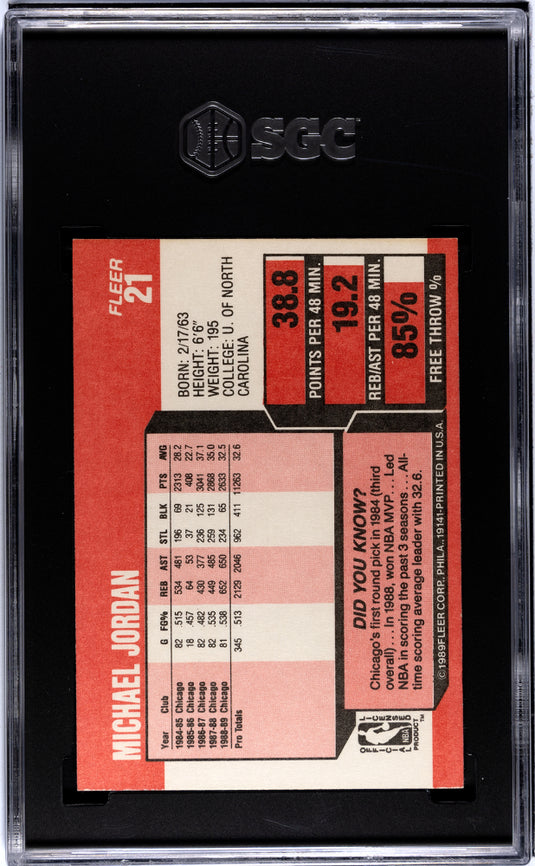 SGC
FLEER
21
MICHAEL JORDAN
BORN: 2/17/63
HEIGHT: 6'6"
WEIGHT: 195
COLLEGE: U. OF NORTH
CAROLINA
Year Club G FG% REB AST STL BLK PTS AVG
1984-85 Chicago 82 .515 534 481 196 69 2313 28.2
1985-86 Chicago 18 .457 64 53 37 21 408 22.7
1986-87 Chicago 82 .482 430 377 236 125 3041 37.1
1987-88 Chicago 82 .535 449 485 259 131 2868 35.0
1988-89 Chicago 81 .538 652 650 234 65 2633 32.5
Pro Totals 345 .513 2129 2046 962 411 11263 32.6
38.8
POINTS PER 48 MIN.
19.2
REB/AST PER 48 MIN.
85%
FREE THROW %
DID YOU KNOW?
Chicago's first round pick in 1984 (third
overall) . . . In 1988, won NBA MVP. . . Led
NBA in scoring the past 3 seasons . . . All-
time scoring average leader with 32.6.
OFFICIAL LICENSED
NBA
PRODUCT™
©1989 FLEER CORP., PHILA., 19141-PRINTED IN U.S.A.